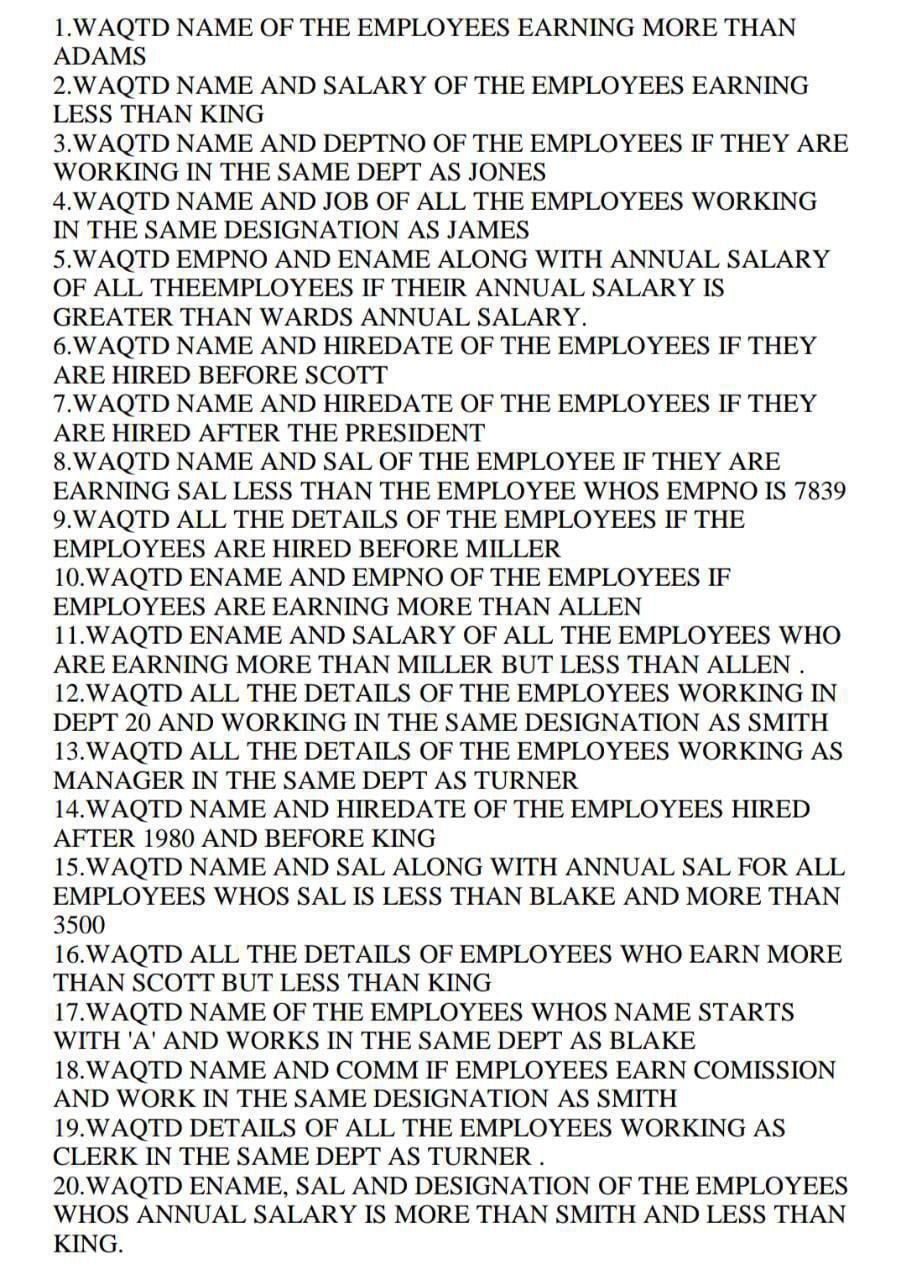 1.WAQTD NAME OF THE EMPLOYEES EARNING MORE THAN
ADAMS
2.WAQTD NAME AND SALARY OF THE EMPLOYEES EARNING
LESS THAN KING
3.WAQTD NAME AND DEPTNO OF THE EMPLOYEES IF THEY ARE
WORKING IN THE SAME DEPT AS JONES
4.WAQTD NAME AND JOB OF ALL THE EMPLOYEES WORKING
IN THE SAME DESIGNATION AS JAMES
5.WAQTD EMPNO AND ENAME ALONG WITH ANNUAL SALARY
OF ALL THEEMPLOYEES IF THEIR ANNUAL SALARY IS
GREATER THAN WARDS ANNUAL SALARY.
6.WAQTD NAME AND HIREDATE OF THE EMPLOYEES IF THEY
ARE HIRED BEFORE SCOTT
7.WAQTD NAME AND HIREDATE OF THE EMPLOYEES IF THEY
ARE HIRED AFTER THE PRESIDENT
8.WAQTD NAME AND SAL OF THE EMPLOYEE IF THEY ARE
EARNING SAL LESS THAN THE EMPLOYEE WHOS EMPNO IS 7839
9.WAQTD ALL THE DETAILS OF THE EMPLOYEES IF THE
EMPLOYEES ARE HIRED BEFORE MILLER
10.WAQTD ENAME AND EMPNO OF THE EMPLOYEES IF
EMPLOYEES ARE EARNING MORE THAN ALLEN
11.WAQTD ENAME AND SALARY OF ALL THE EMPLOYEES WHO
ARE EARNING MORE THAN MILLER BUT LESS THAN ALLEN .
12.WAQTD ALL THE DETAILS OF THE EMPLOYEES WORKING IN
DEPT 20 AND WORKING IN THE SAME DESIGNATION AS SMITH
13.WAQTD ALL THE DETAILS OF THE EMPLOYEES WORKING AS
MANAGER IN THE SAME DEPT AS TURNER
14.WAQTD NAME AND HIREDATE OF THE EMPLOYEES HIRED
AFTER 1980 AND BEFORE KING
15.WAQTD NAME AND SAL ALONG WITH ANNUAL SAL FOR ALL
EMPLOYEES WHOS SAL IS LESS THAN BLAKE AND MORE THAN
3500
16.WAQTD ALL THE DETAILS OF EMPLOYEES WHO EARN MORE
THAN SCOTT BUT LESS THAN KING
17.WAQTD NAME OF THE EMPLOYEES WHOS NAME STARTS
WITH 'A' AND WORKS IN THE SAME DEPT AS BLAKE
18.WAQTD NAME AND COMM IF EMPLOYEES EARN COMISSION
AND WORK IN THE SAME DESIGNATION AS SMITH
19.WAQTD DETAILS OF ALL THE EMPLOYEES WORKING AS
CLERK IN THE SAME DEPT AS TURNER .
20.WAQTD ENAME, SAL AND DESIGNATION OF THE EMPLOYEES
WHOS ANNUAL SALARY IS MORE THAN SMITH AND LESS THAN
KING.